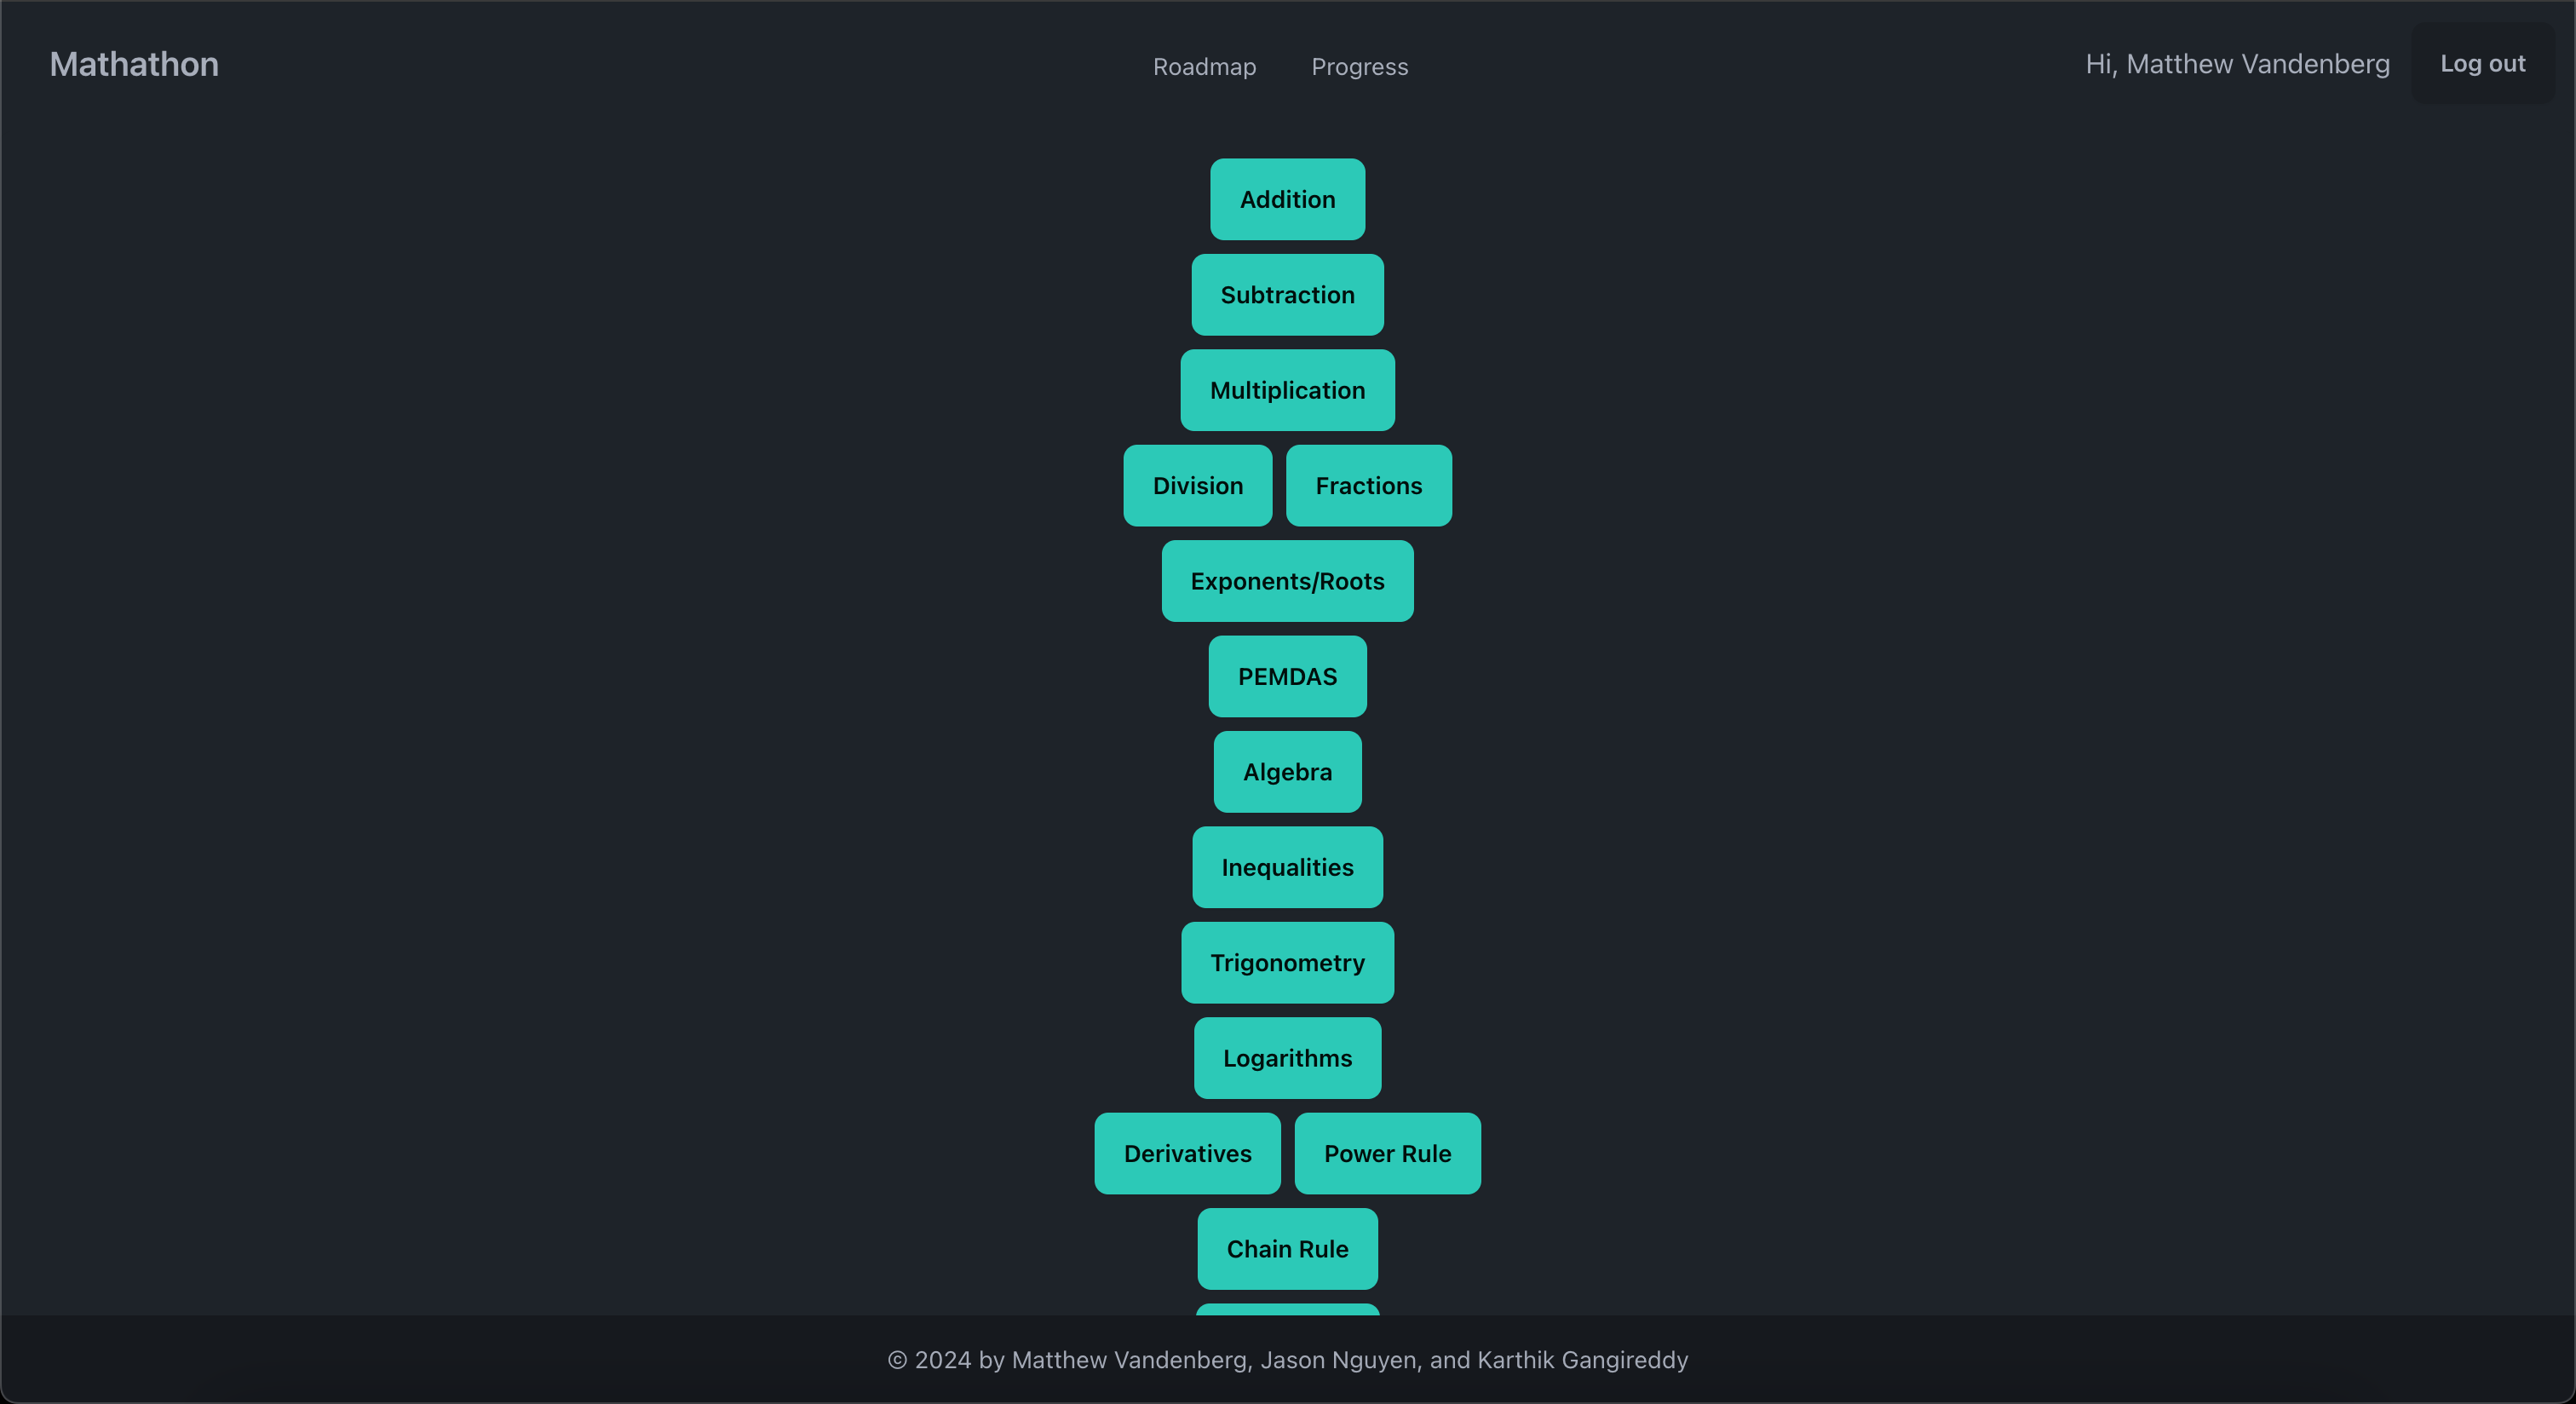 Mathathon Roadmap Progress Hi, Matthew Vandenberg Log out
Addition
Subtraction
Multiplication
Division Fractions
Exponents/Roots
PEMDAS
Algebra
Inequalities
Trigonometry
Logarithms
Derivatives Power Rule
Chain Rule
© 2024 by Matthew Vandenberg, Jason Nguyen, and Karthik Gangireddy